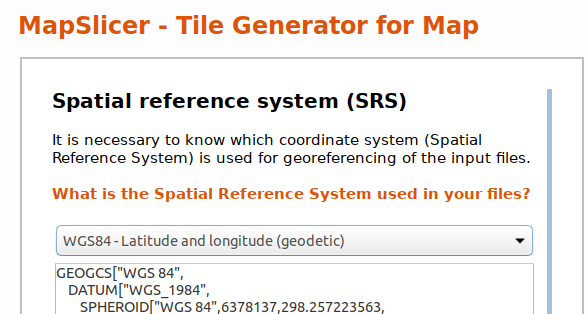 MapSlicer - Tile Generator for Map
Spatial reference system (SRS)
It is necessary to know which coordinate system (Spatial
Reference System) is used for georeferencing of the input files.
What is the Spatial Reference System used in your files?
WGS84 - Latitude and longitude (geodetic)
GEOGCS["WGS 84",
DATUM["WGS_1984",
SPHEROID["WGS 84",6378137,298.257223563,